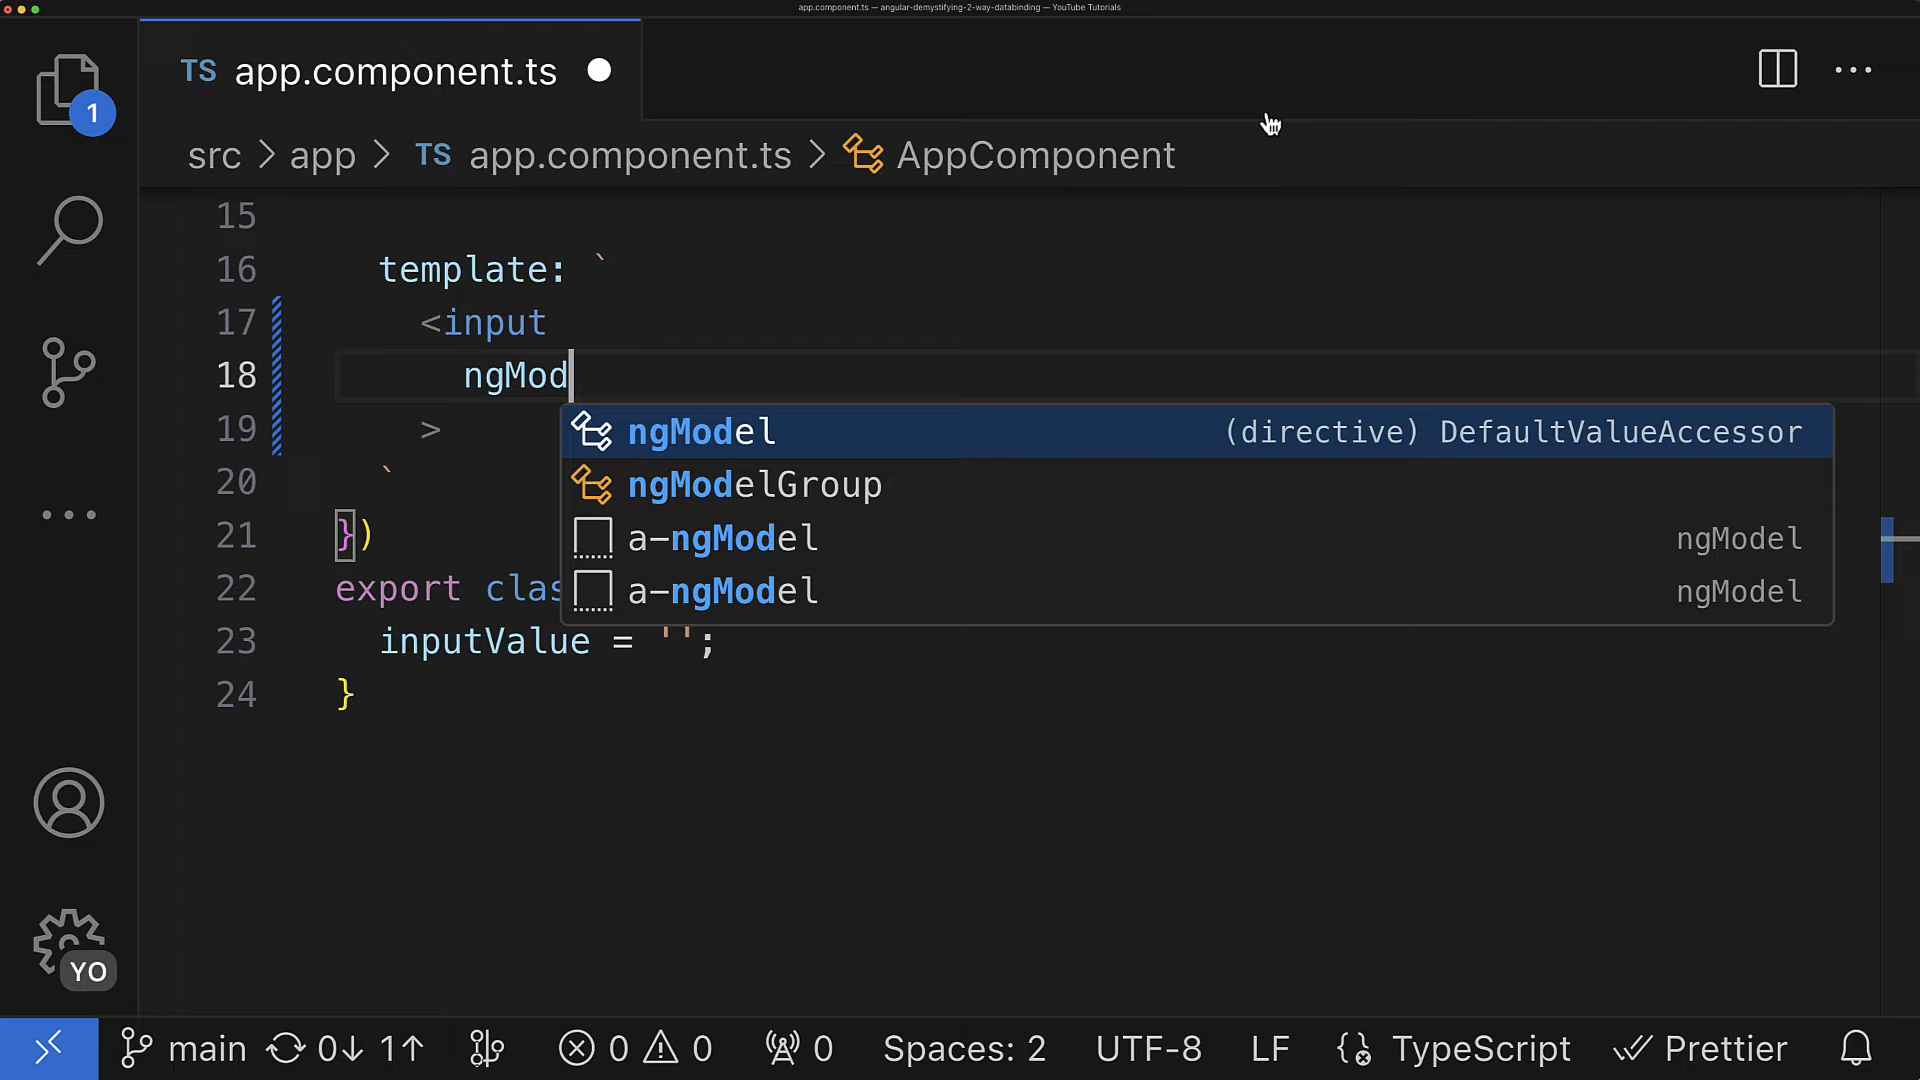 app.component.ts — angular-demystifying-2-way-databinding — YouTube Tutorials
TS app.component.ts
1
src > app > TS app.component.ts > AppComponent
15
16 template: `
17 <input
18 ngMod
19 >
ngModel (directive) DefaultValueAccessor
ngModelGroup
a-ngModel ngModel
a-ngModel ngModel
20 `
21 })
22 export clas
23 inputValue = '';
24 }
YO
main 0↓ 1↑ 0 0 0 Spaces: 2 UTF-8 LF TypeScript Prettier